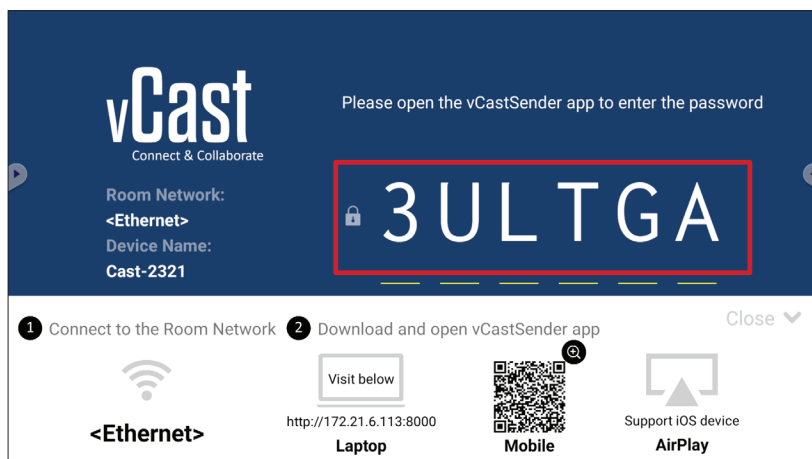 vCast
Connect & Collaborate
Please open the vCastSender app to enter the password
Room Network:
<Ethernet>
Device Name:
Cast-2321
3ULTGA
1 Connect to the Room Network
2 Download and open vCastSender app
Close
<Ethernet>
Visit below
http://172.21.6.113:8000
Laptop
Mobile
Support iOS device
AirPlay